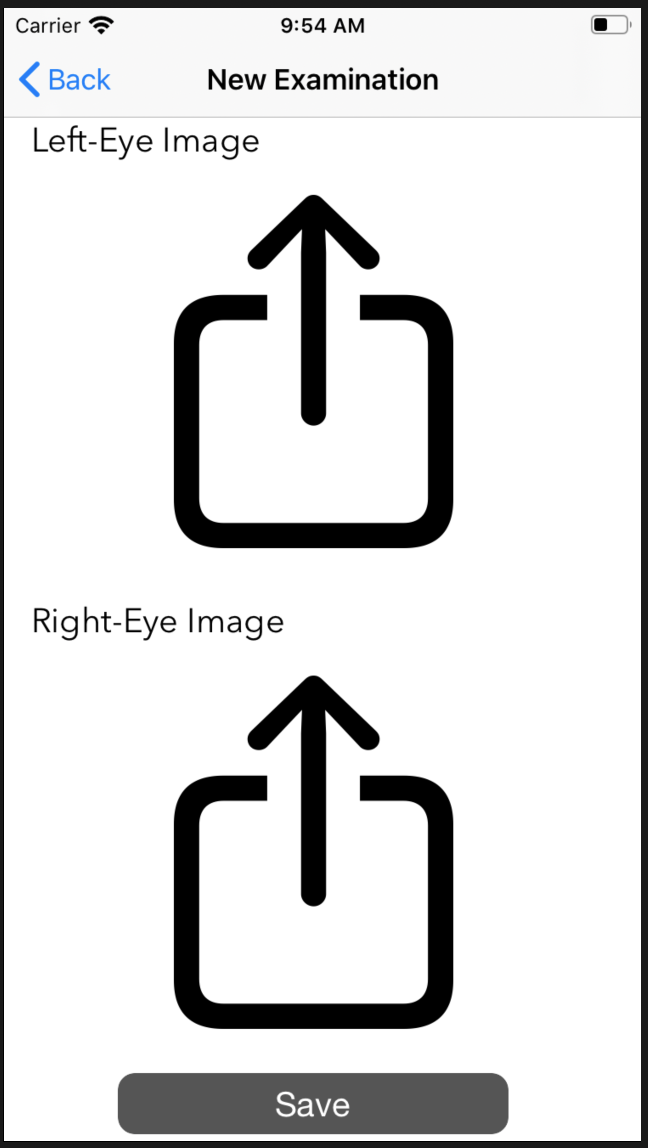 Carrier 9:54 AM
Back New Examination
Left-Eye Image
Right-Eye Image
Save